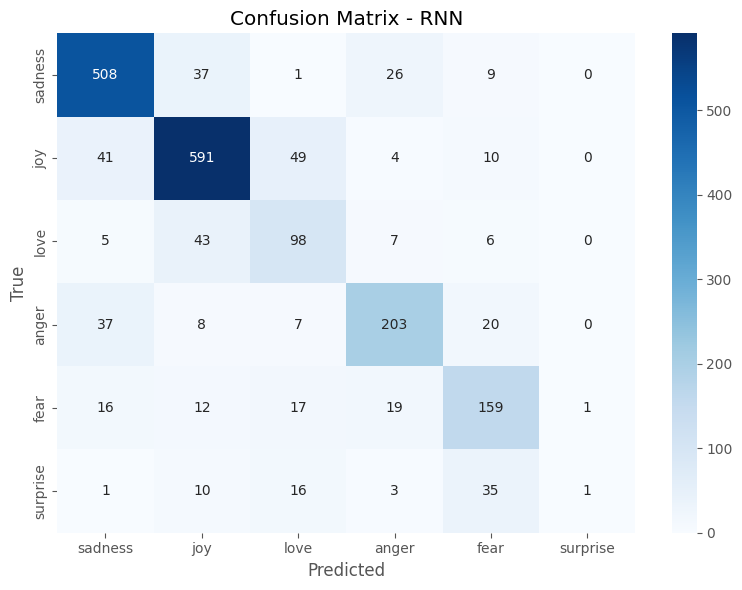 Confusion Matrix - RNN
sadness 508 37 1 26 9 0
joy 41 591 49 4 10 0
love 5 43 98 7 6 0
anger 37 8 7 203 20 0
fear 16 12 17 19 159 1
surprise 1 10 16 3 35 1
sadness joy love anger fear surprise
Predicted
True
500
400
300
200
100
0